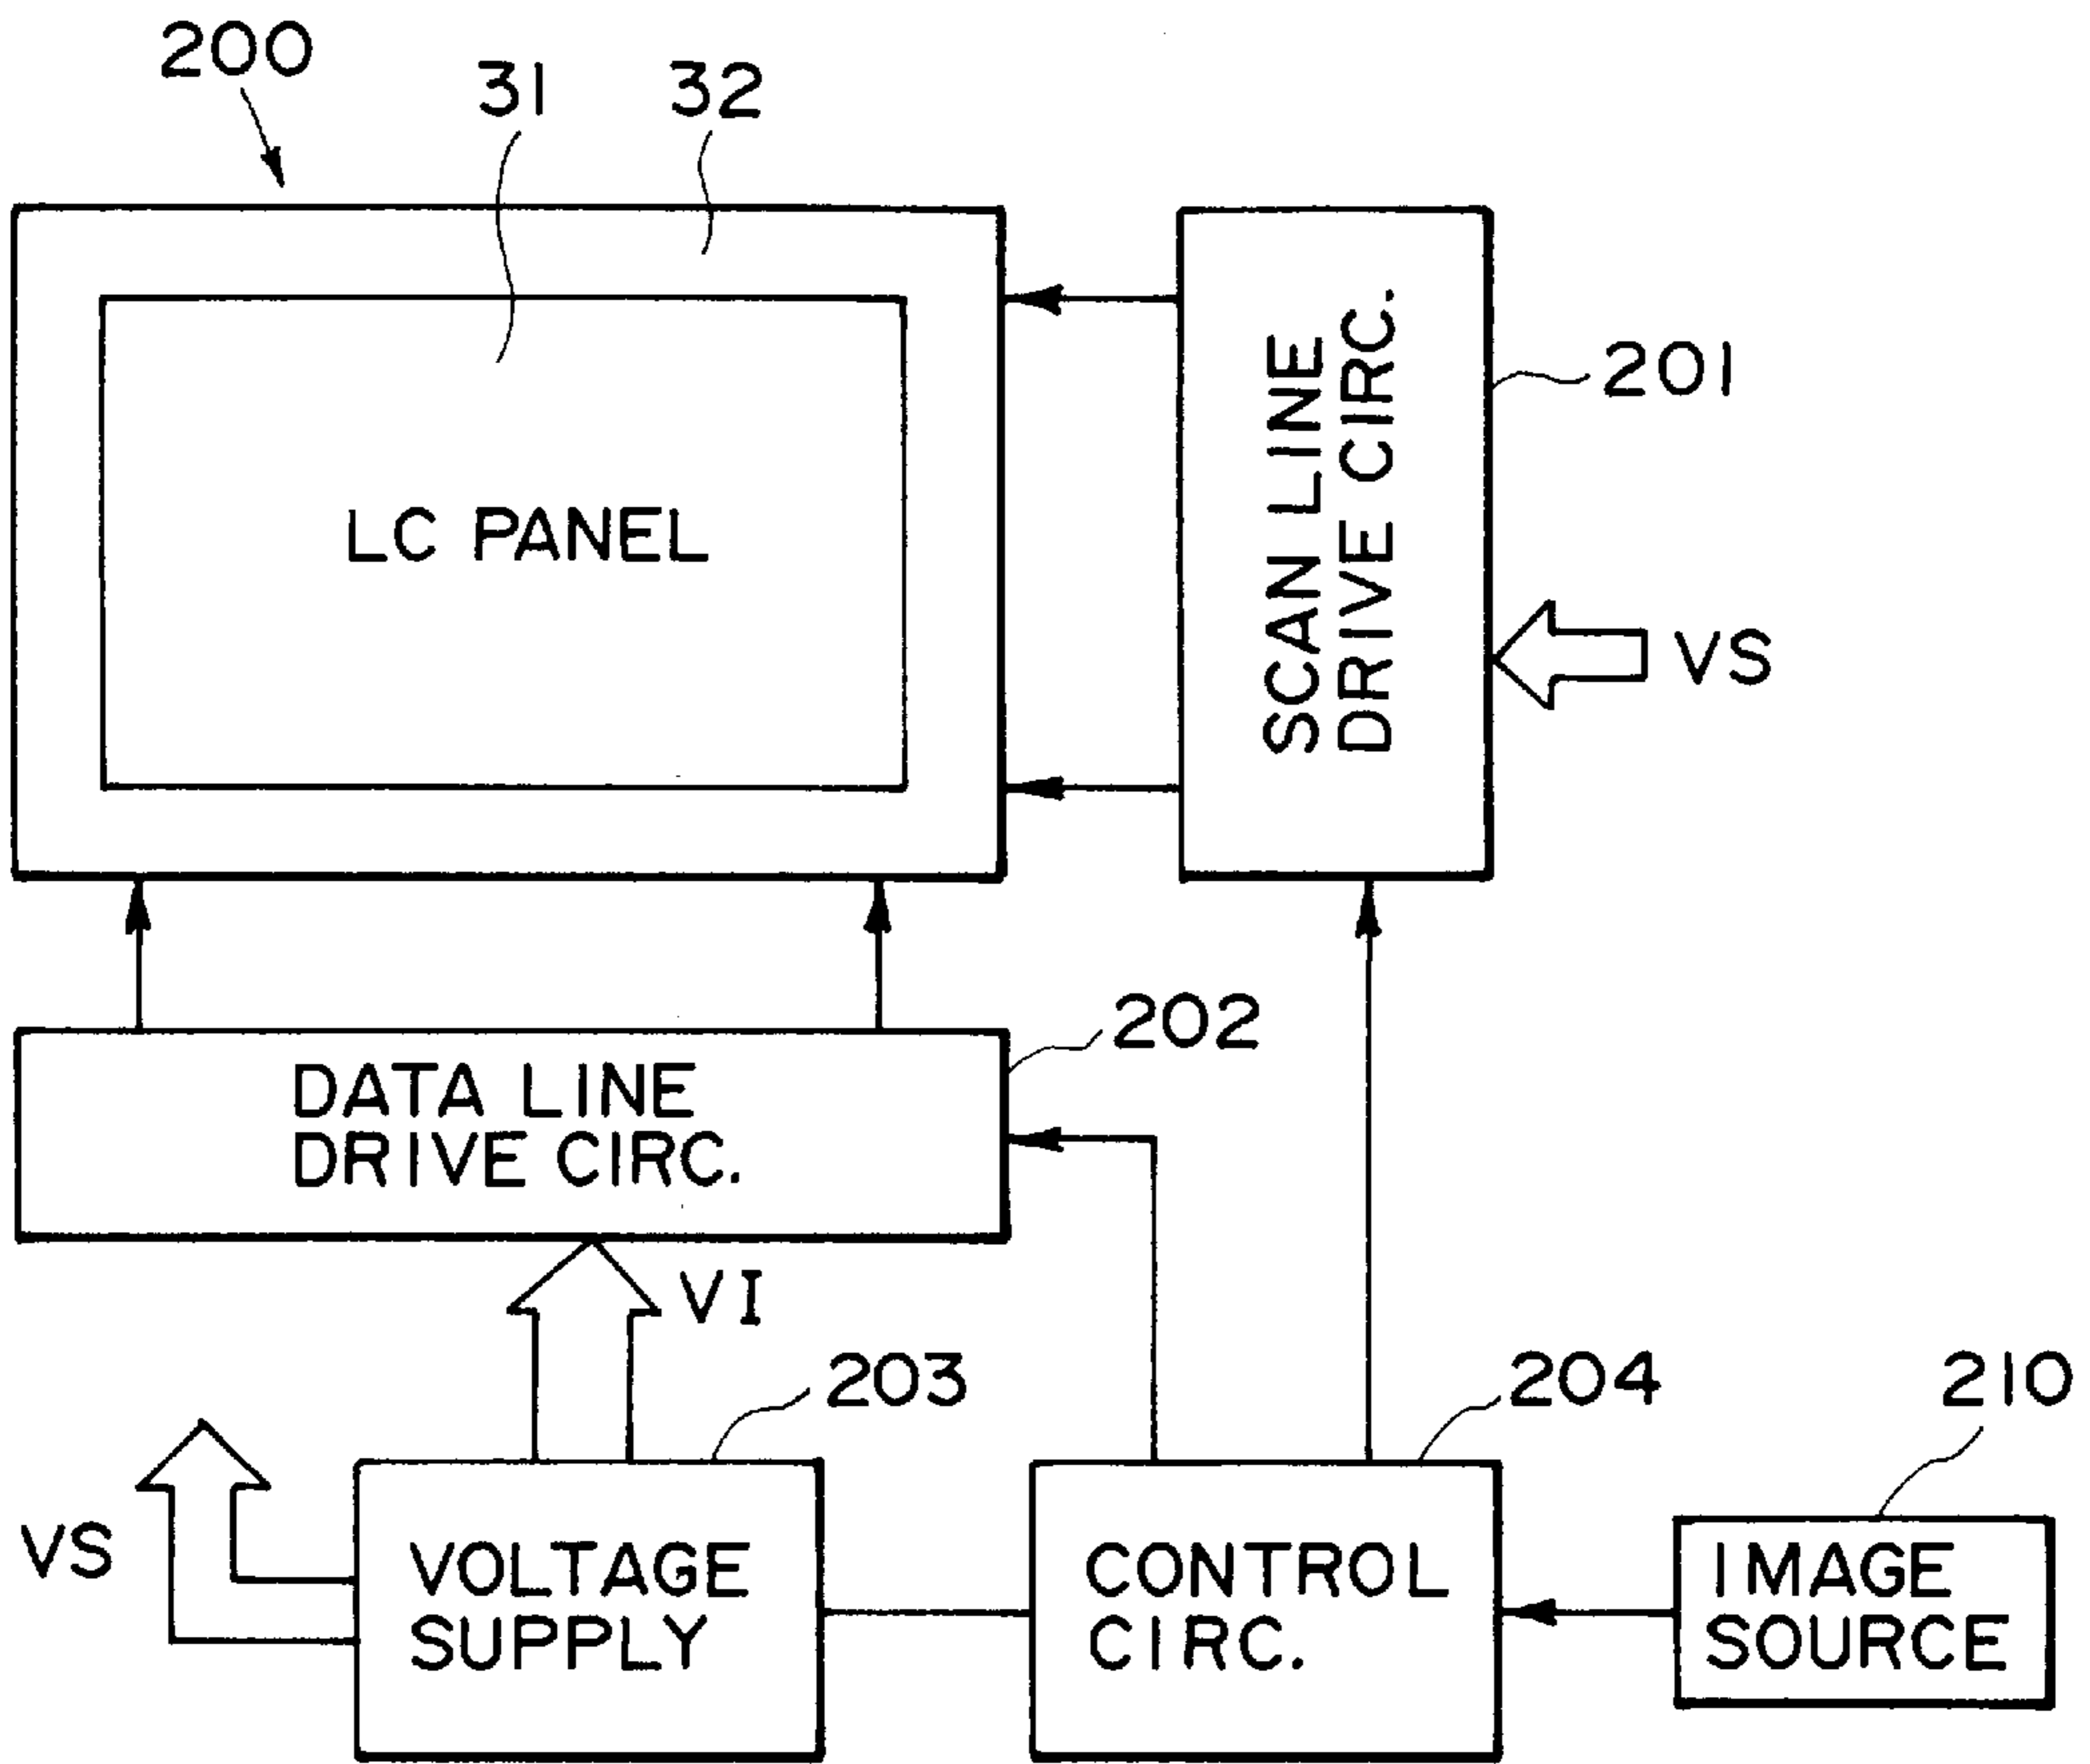 200
31
32
LC PANEL
SCAN LINE
DRIVE CIRC.
201
VS
202
DATA LINE
DRIVE CIRC.
VI
203
204
210
VS
VOLTAGE
SUPPLY
CONTROL
CIRC.
IMAGE
SOURCE